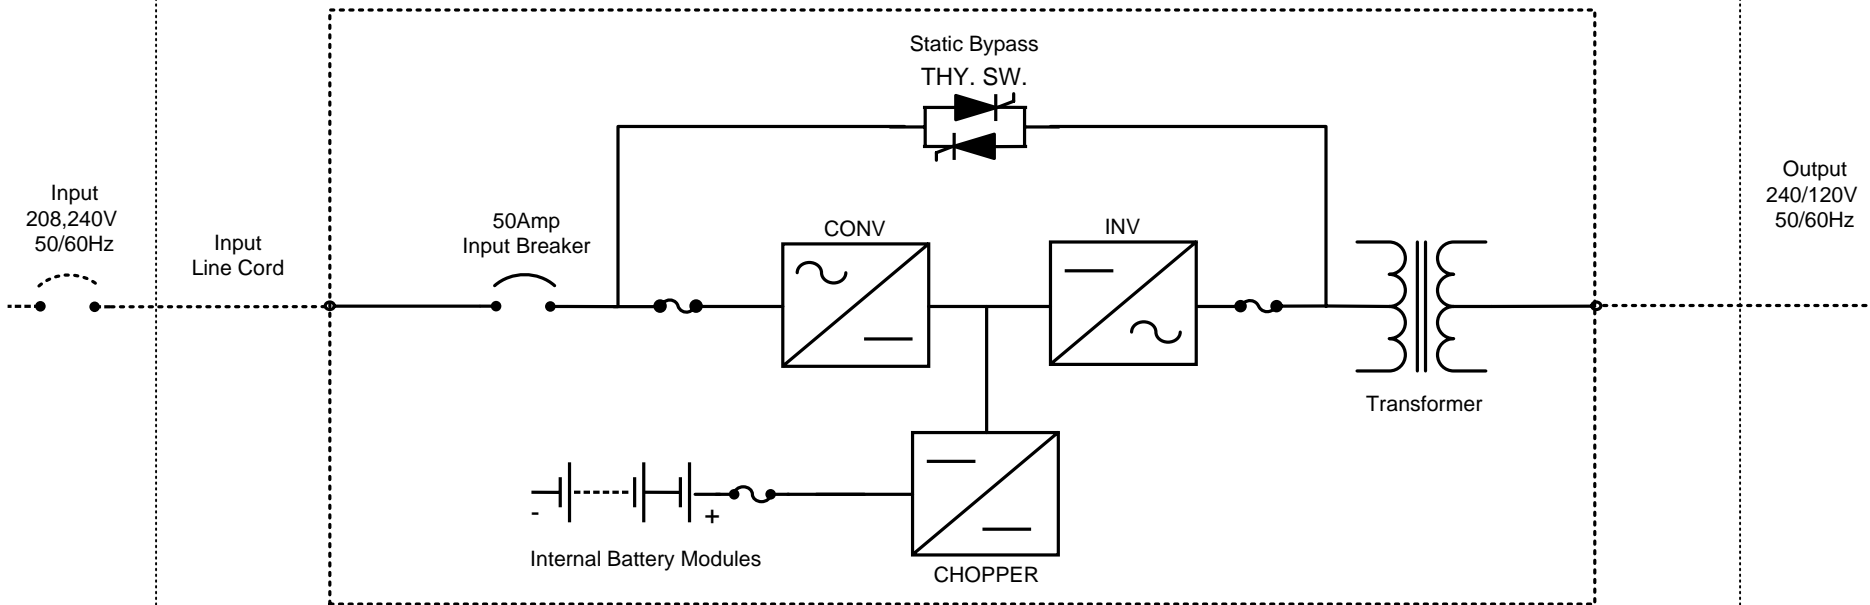 Static Bypass
THY. SW.
Input
208,240V
50/60Hz
Input
Line Cord
50Amp
Input Breaker
CONV
INV
Output
240/120V
50/60Hz
Transformer
-
+
Internal Battery Modules
CHOPPER